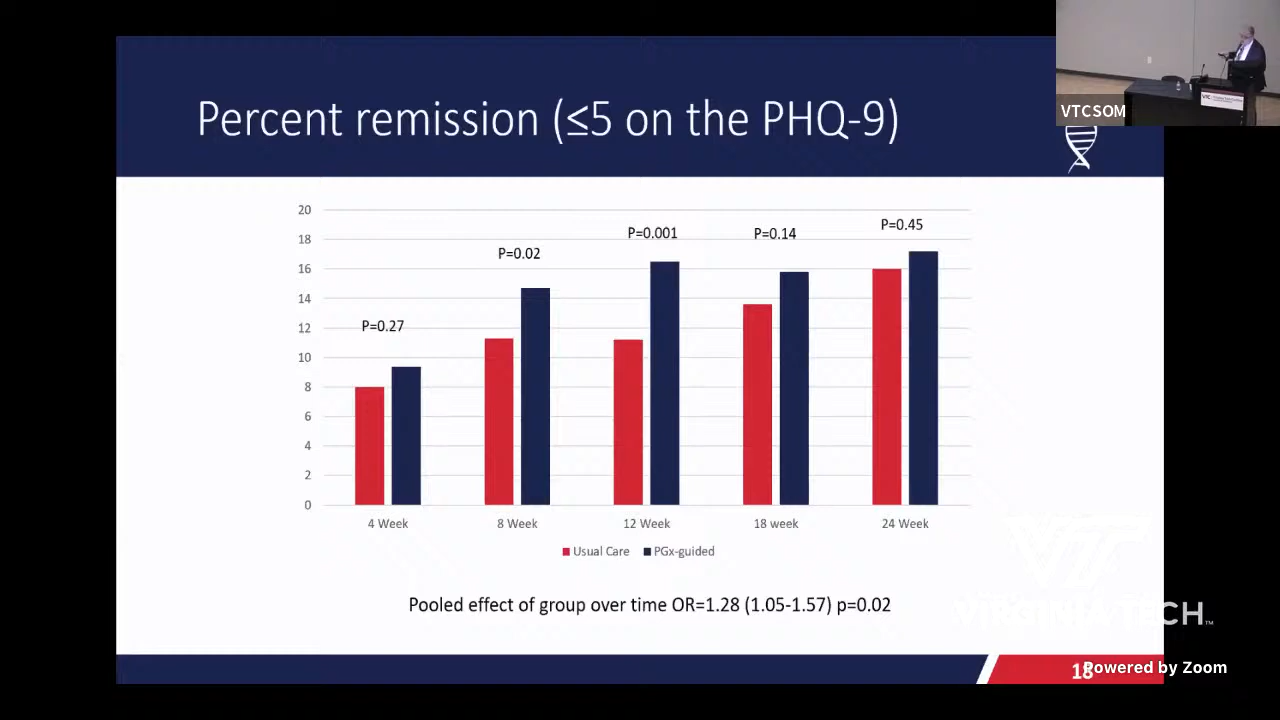 Percent remission (≤5 on the PHQ-9)
VTCSOM
20
18
16
14
12
10
8
6
4
2
0
P=0.27
P=0.02
P=0.001
P=0.14
P=0.45
4 Week
8 Week
12 Week
18 week
24 Week
Usual Care
PGx-guided
Pooled effect of group over time OR=1.28 (1.05-1.57) p=0.02
VIRGINIA TECH™
18
Powered by Zoom